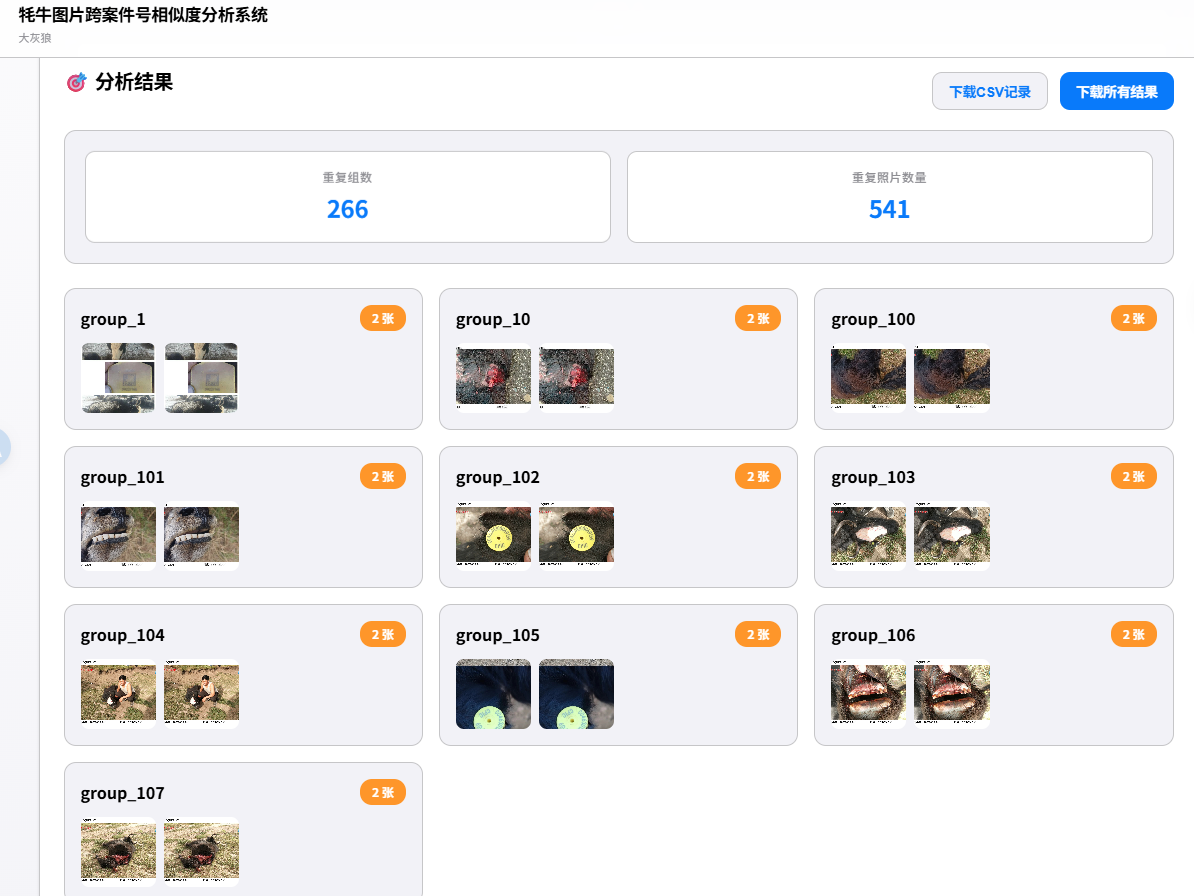 牦牛图片跨案件号相似度分析系统
大灰狼
🎯 分析结果
下载CSV记录
下载所有结果
重复组数
266
重复照片数量
541
group_1
2 张
group_10
2 张
group_100
2 张
group_101
2 张
group_102
2 张
group_103
2 张
group_104
2 张
group_105
2 张
group_106
2 张
group_107
2 张